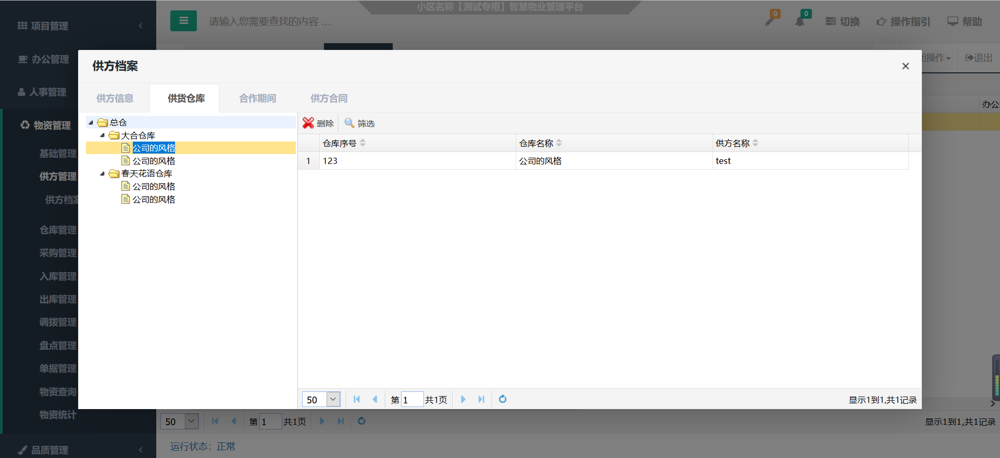 小区名称【测试专用】智慧物业管理平台
项目管理
请输入您需要查找的内容 ...
0
0
切换
操作指引
帮助
办公管理
操作
退出
供方档案
人事管理
供方信息
供货仓库
合作期间
供方合同
办公
物资管理
总仓
删除
筛选
大合仓库
仓库序号
仓库名称
供方名称
公司的风格
公司的风格
1
123
公司的风格
test
春天花语仓库
公司的风格
公司的风格
基础管理
供方管理
供方档案
仓库管理
采购管理
入库管理
出库管理
调拨管理
盘点管理
单据管理
物资查询
物资统计
50
第
1
共1页
显示1到1,共1记录
50
第
1
共1页
显示1到1,共1记录
运行状态：正常
品质管理